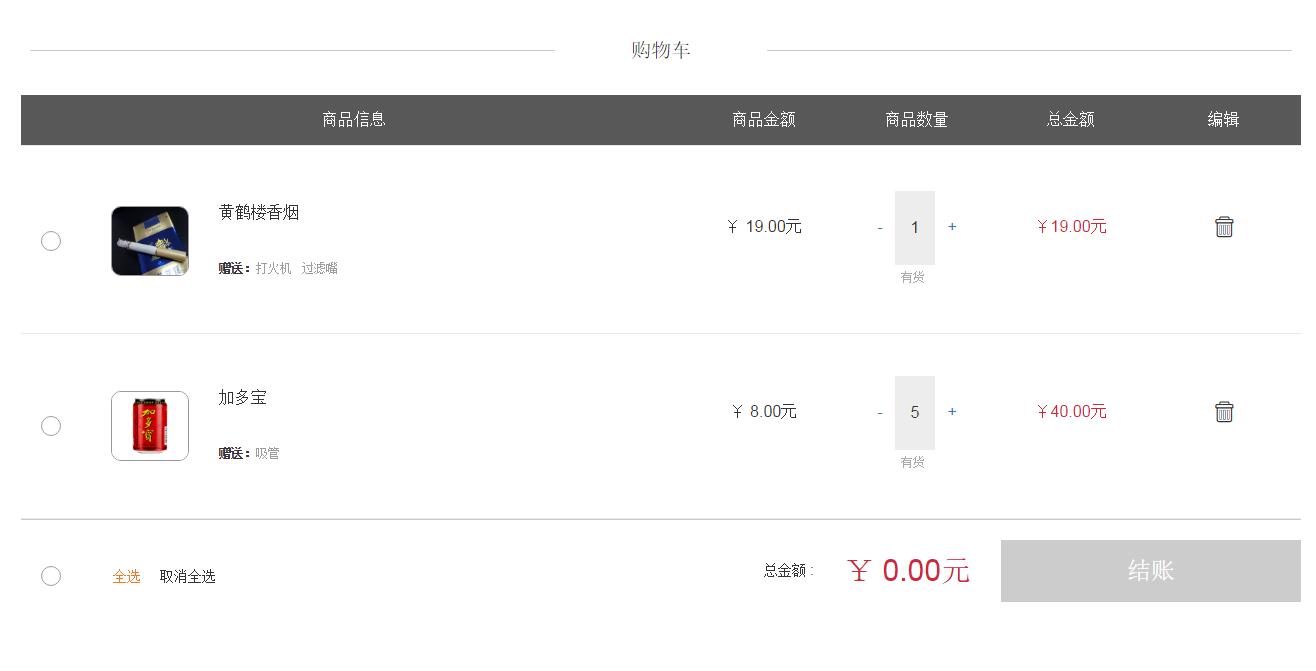 购物车
商品信息 商品金额 商品数量 总金额 编辑
黄鹤楼香烟
¥ 19.00元 - 1 + ¥19.00元
赠送：打火机 过滤嘴
有货
加多宝
加多宝
¥ 8.00元 - 5 + ¥40.00元
赠送：吸管
有货
全选 取消全选 总金额 : ¥ 0.00元 结账